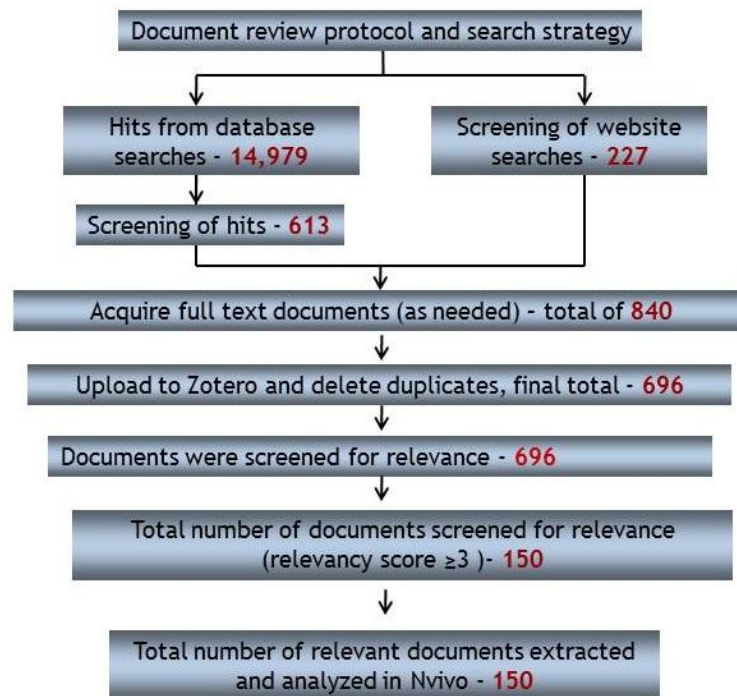 Document review protocol and search strategy
Hits from database
searches - 14,979
Screening of website
searches - 227
Screening of hits - 613
Acquire full text documents (as needed) - total of 840
Upload to Zotero and delete duplicates, final total - 696
Documents were screened for relevance - 696
Total number of documents screened for relevance
(relevancy score ≥3 )- 150
Total number of relevant documents extracted
and analyzed in Nvivo - 150